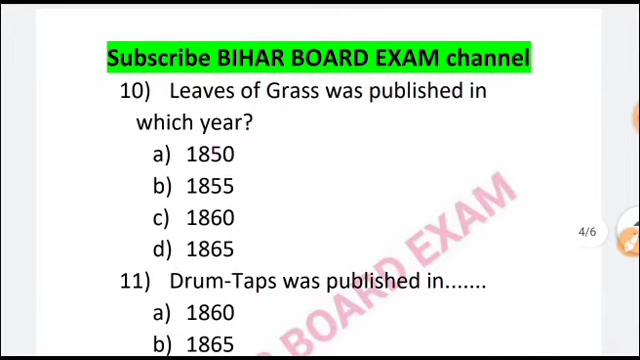 Subscribe BIHAR BOARD EXAM channel
10) Leaves of Grass was published in
which year?
a) 1850
b) 1855
c) 1860
d) 1865
4/6
11) Drum-Taps was published in.......
a) 1860
b) 1865
BOARD EXAM